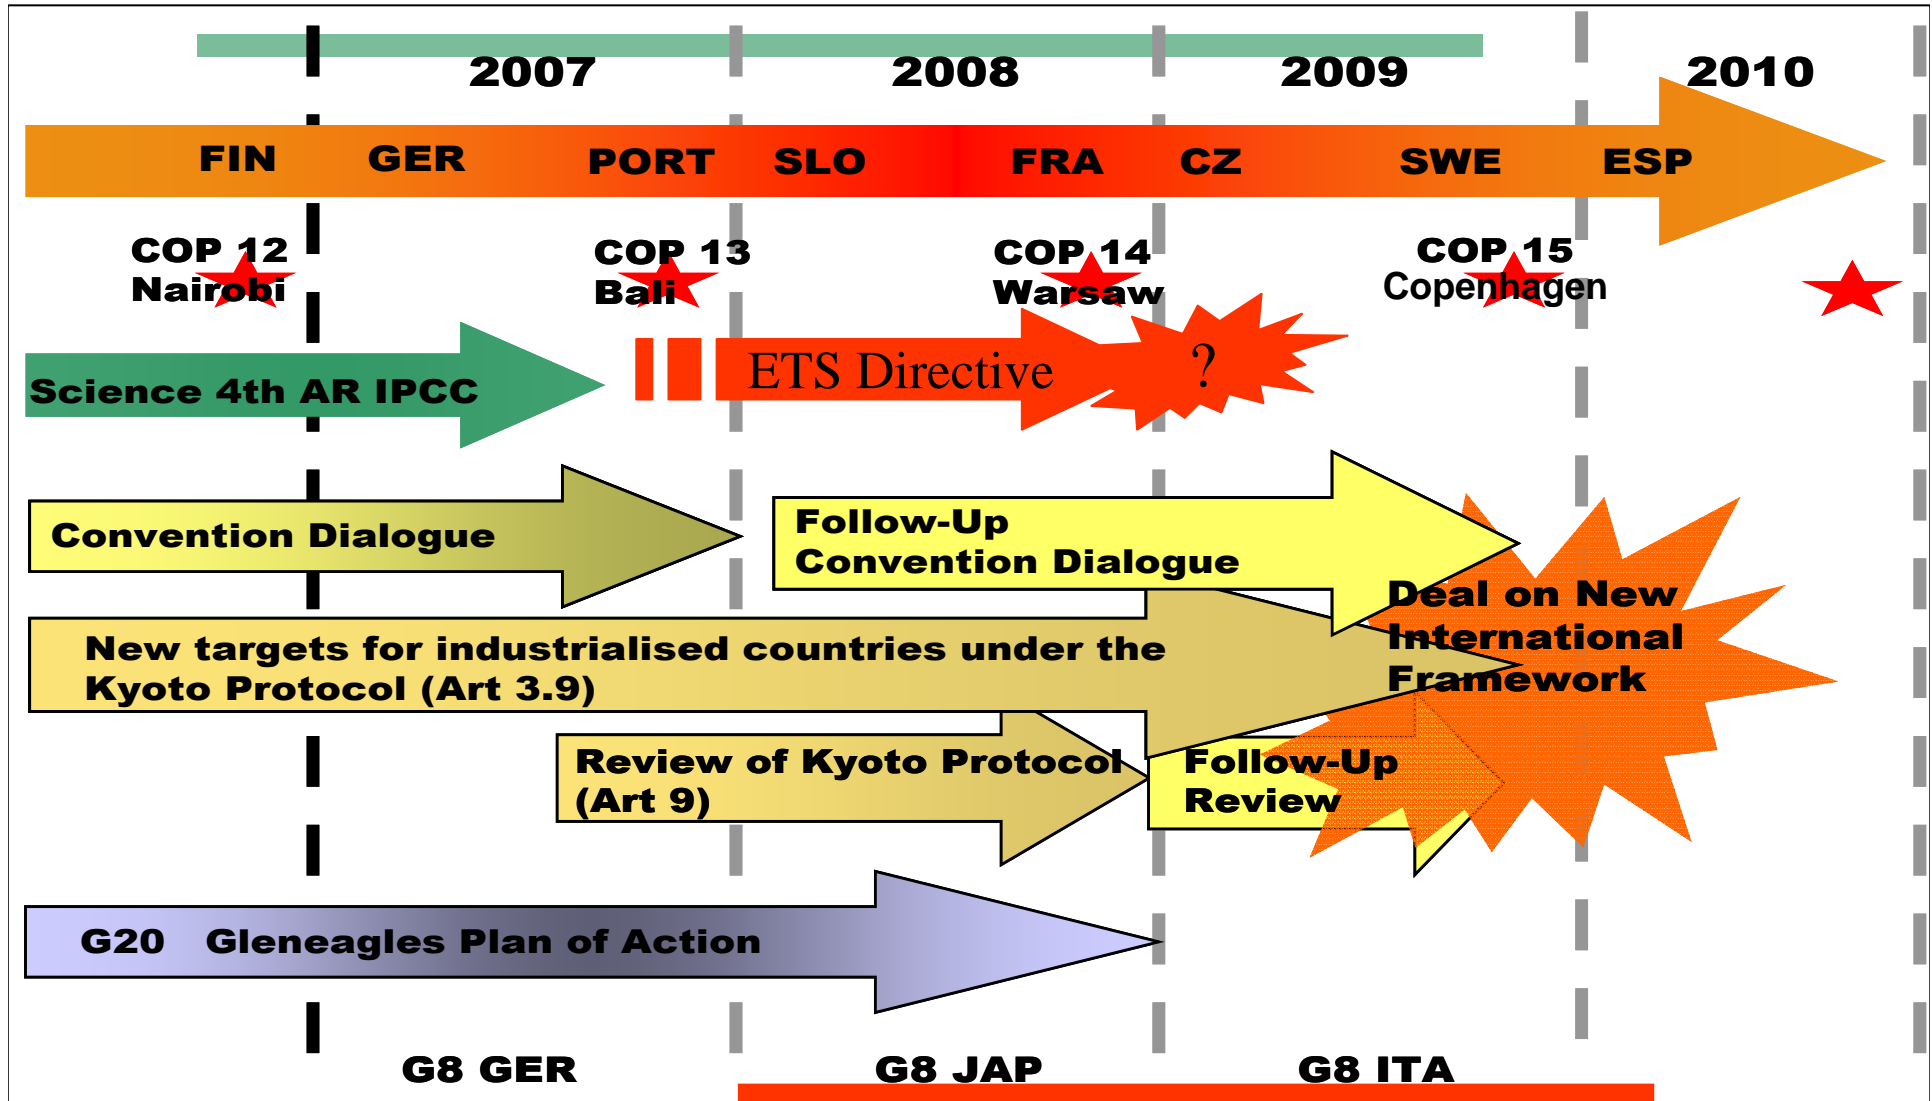 2007 2008 2009 2010
FIN GER PORT SLO FRA CZ SWE ESP
COP 12
Nairobi
COP 13
Bali
COP 14
Warsaw
COP 15
Copenhagen
Science 4th AR IPCC
ETS Directive
?
Convention Dialogue
Follow-Up
Convention Dialogue
Deal on New
International
Framework
New targets for industrialised countries under the
Kyoto Protocol (Art 3.9)
Review of Kyoto Protocol
(Art 9)
Follow-Up
Review
G20 Gleneagles Plan of Action
G8 GER G8 JAP G8 ITA